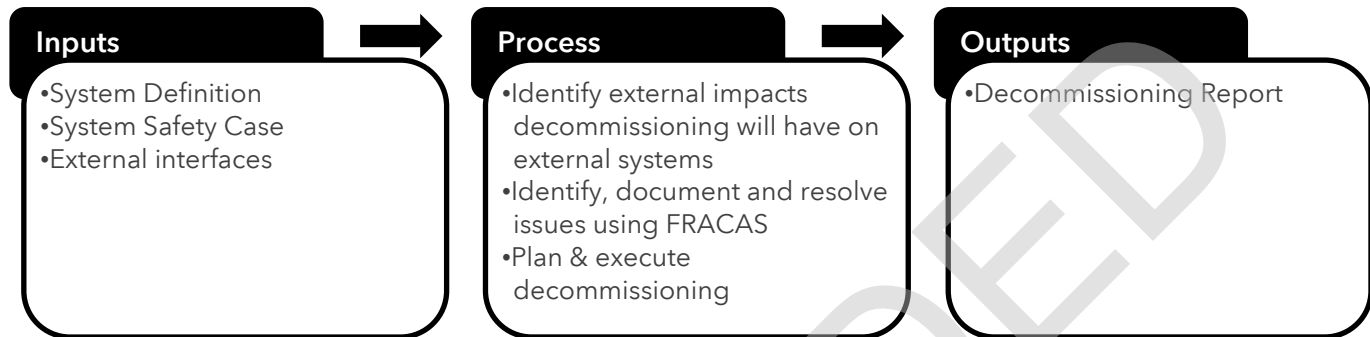 Inputs
•System Definition
•System Safety Case
•External interfaces
Process
•Identify external impacts
decommissioning will have on
external systems
•Identify, document and resolve
issues using FRACAS
•Plan & execute
decommissioning
Outputs
•Decommissioning Report
DED